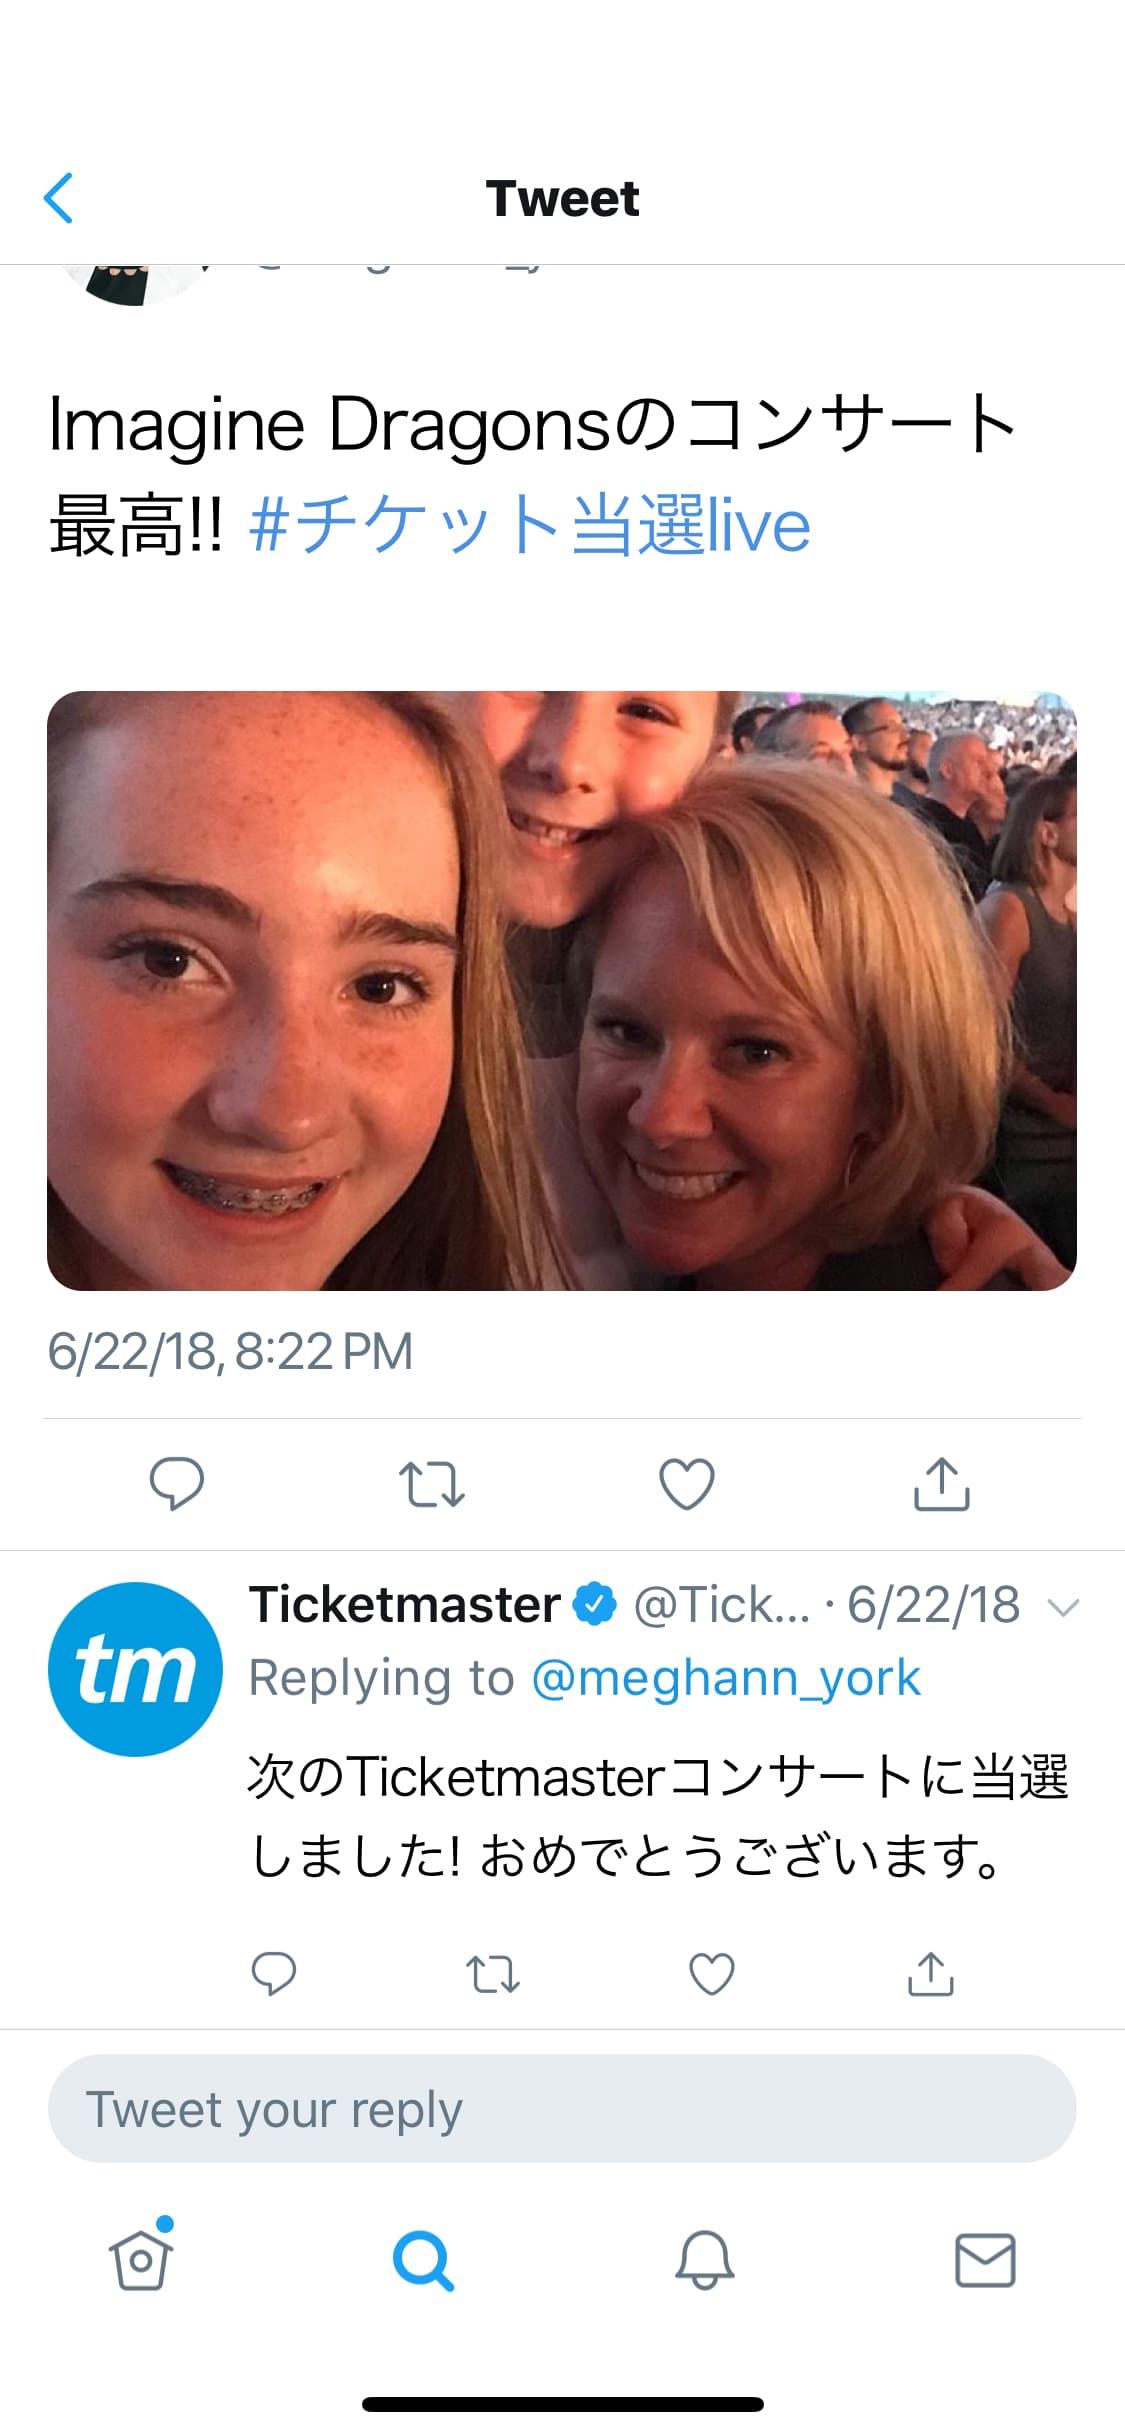 Tweet
Imagine Dragonsのコンサート
最高!! #チケット当選live
6/22/18, 8:22 PM
Ticketmaster @Tick... · 6/22/18
tm
Replying to @meghann_york
次のTicketmasterコンサートに当選
しました! おめでとうございます。
Tweet your reply